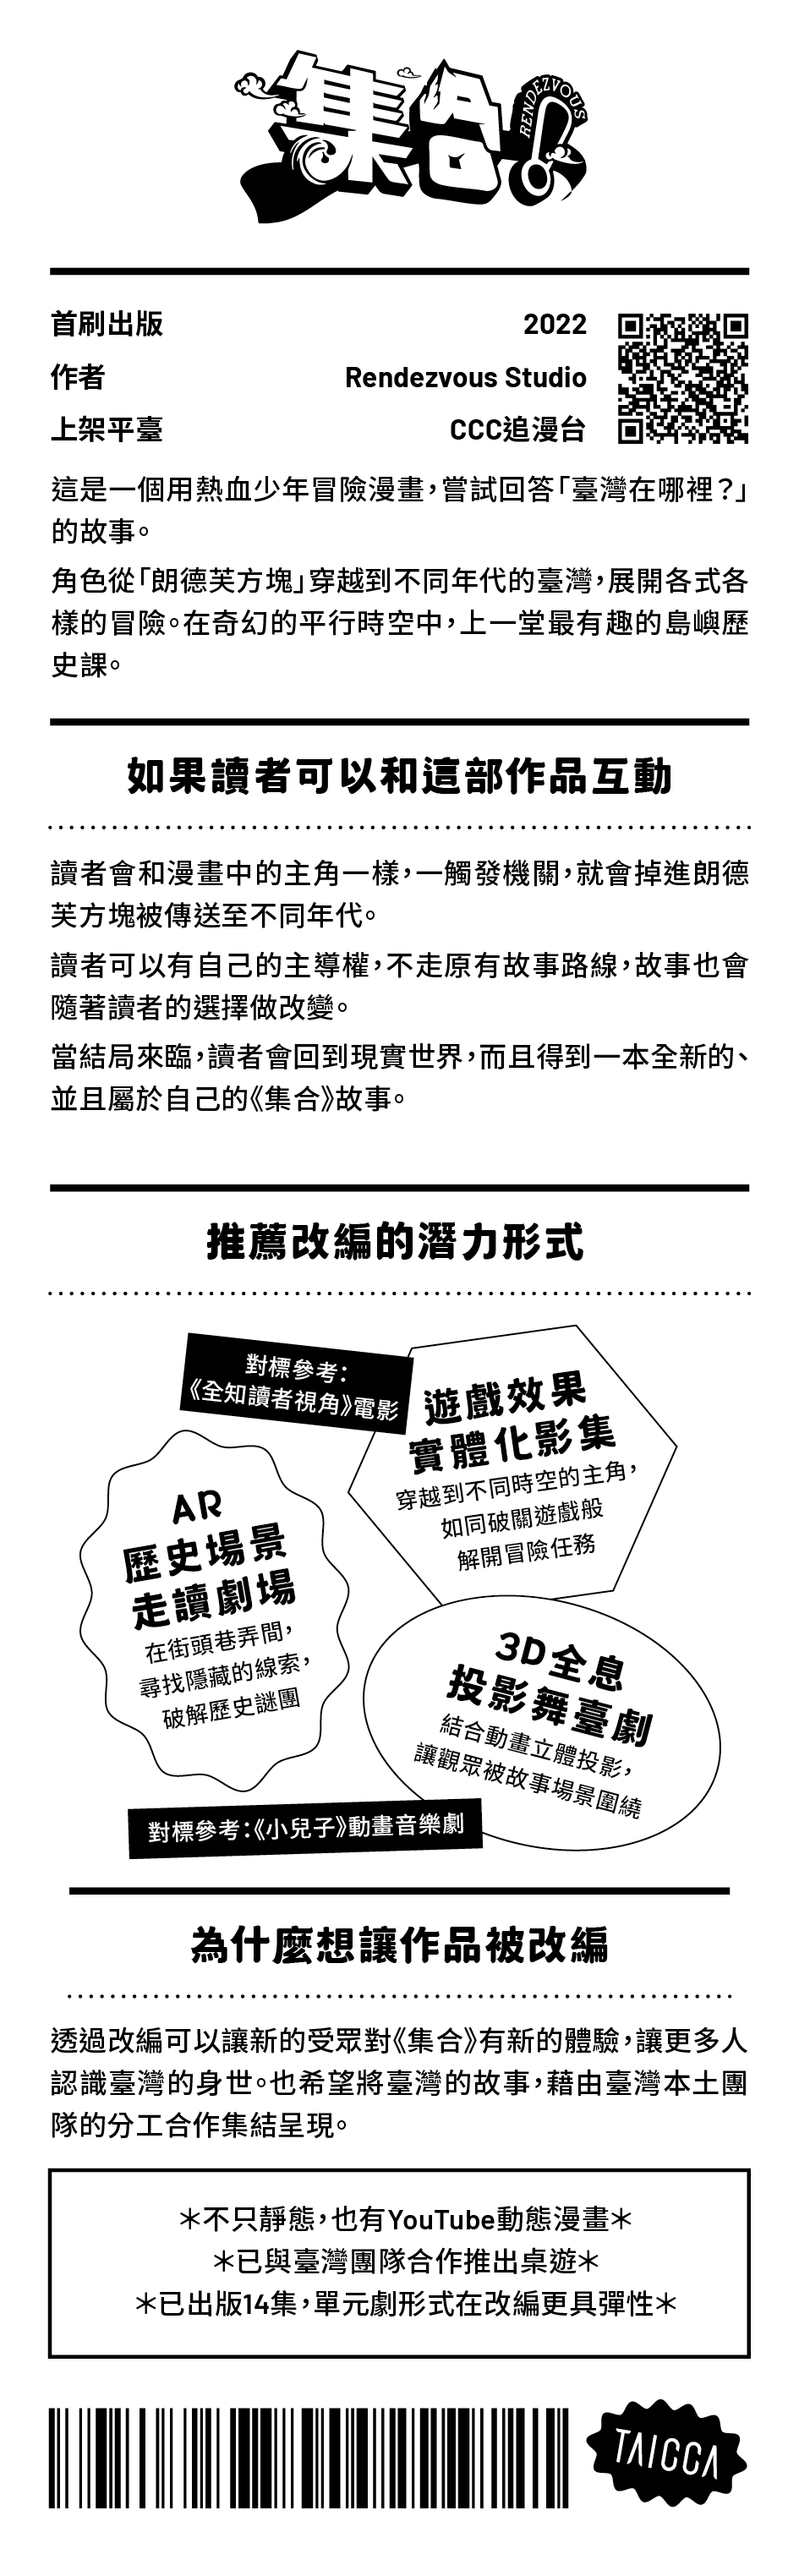 集合!
RENDEZVOUS
首刷出版 2022
作者 Rendezvous Studio
上架平臺 CCC追漫台
這是一個用熱血少年冒險漫畫，嘗試回答「臺灣在哪裡？」
的故事。
角色從「朗德芙方塊」穿越到不同年代的臺灣，展開各式各
樣的冒險。在奇幻的平行時空中，上一堂最有趣的島嶼歷
史課。
如果讀者可以和這部作品互動
讀者會和漫畫中的主角一樣，一觸發機關，就會掉進朗德
芙方塊被傳送至不同年代。
讀者可以有自己的主導權，不走原有故事路線，故事也會
隨著讀者的選擇做改變。
當結局來臨，讀者會回到現實世界，而且得到一本全新的、
並且屬於自己的《集合》故事。
推薦改編的潛力形式
對標參考：
《全知讀者視角》電影
遊戲效果
實體化影集
穿越到不同時空的主角，
如同破關遊戲般
解開冒險任務
AR
歷史場景
走讀劇場
在街頭巷弄間，
尋找隱藏的線索，
破解歷史謎團
3D全息
投影舞臺劇
結合動畫立體投影，
讓觀眾被故事場景圍繞
對標參考：《小兒子》動畫音樂劇
為什麼想讓作品被改編
透過改編可以讓新的受眾對《集合》有新的體驗，讓更多人
認識臺灣的身世。也希望將臺灣的故事，藉由臺灣本土團
隊的分工合作集結呈現。
＊不只靜態，也有YouTube動態漫畫＊
＊已與臺灣團隊合作推出桌遊＊
＊已出版14集，單元劇形式在改編更具彈性＊
TAICCA